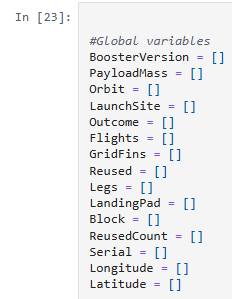 In [23]:
#Global variables
BoosterVersion = []
PayloadMass = []
Orbit = []
LaunchSite = []
Outcome = []
Flights = []
GridFins = []
Reused = []
Legs = []
LandingPad = []
Block = []
ReusedCount = []
Serial = []
Longitude = []
Latitude = []